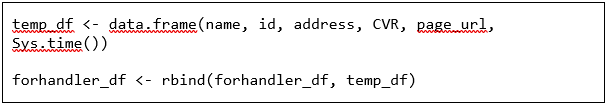 temp_df <- data.frame(name, id, address, CVR, page_url,
Sys.time())
forhandler_df <- rbind(forhandler_df, temp_df)